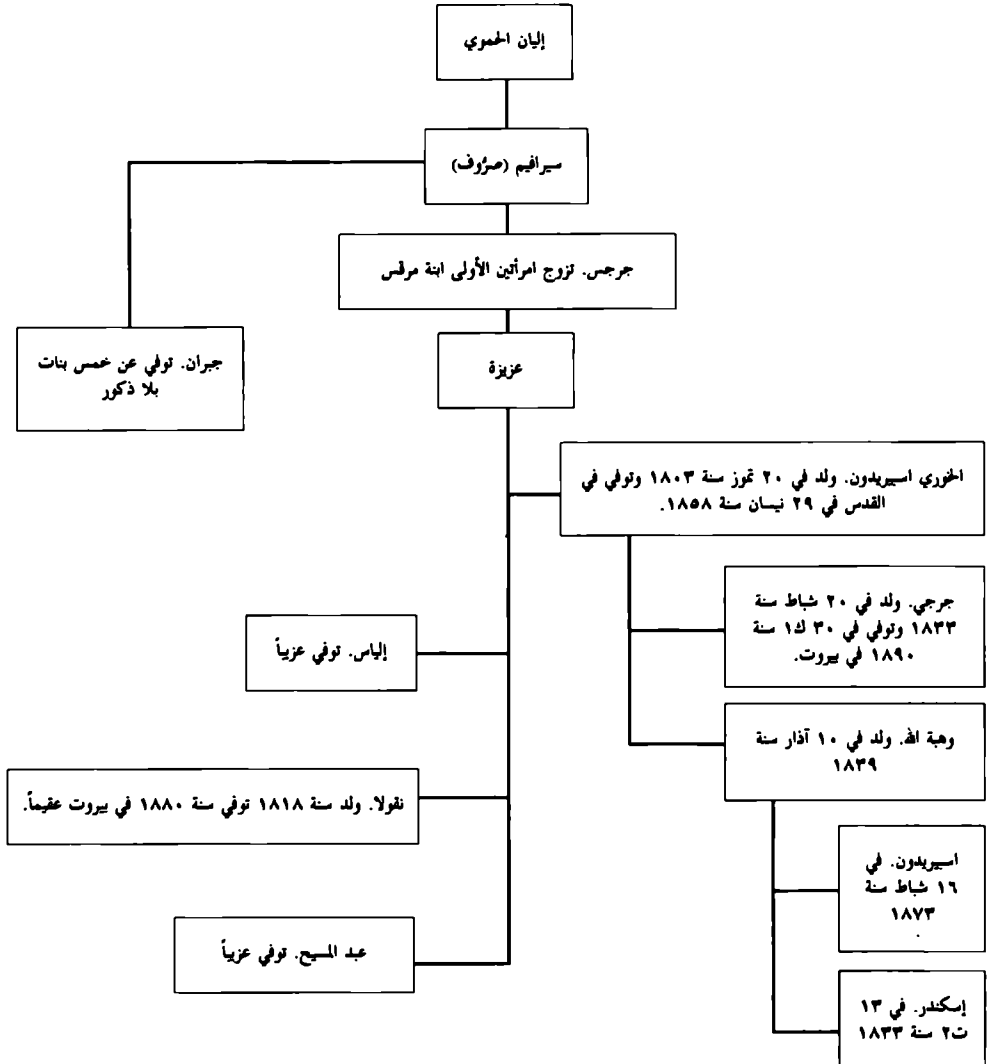 إليان الحموي
سيرافيم (صرّوف)
جرجس. تزوج امرأتين الأولى ابنة مرقس
جبران. توفي عن خمس بنات
بلا ذكور
عزيزة
الخوري اسبيريدون. ولد في ٢٠ تموز سنة ١٨٠٣ وتوفي في
القدس في ٢٩ نيسان سنة ١٨٥٨.
جرجي. ولد في ٢٠ شباط سنة
١٨٣٣ وتوفي في ٣٠ ك١ سنة
١٨٩٠ في بيروت.
إلياس. توفي عزيباً
وهبة الله. ولد في ١٠ آذار سنة
١٨٣٩
نقولا. ولد سنة ١٨١٨ توفي سنة ١٨٨٠ في بيروت عقيماً.
اسبيريدون. في
١٦ شباط سنة
١٨٧٣
عبد المسيح. توفي عزيباً
إسكندر. في ١٣
ت٢ سنة ١٨٣٣